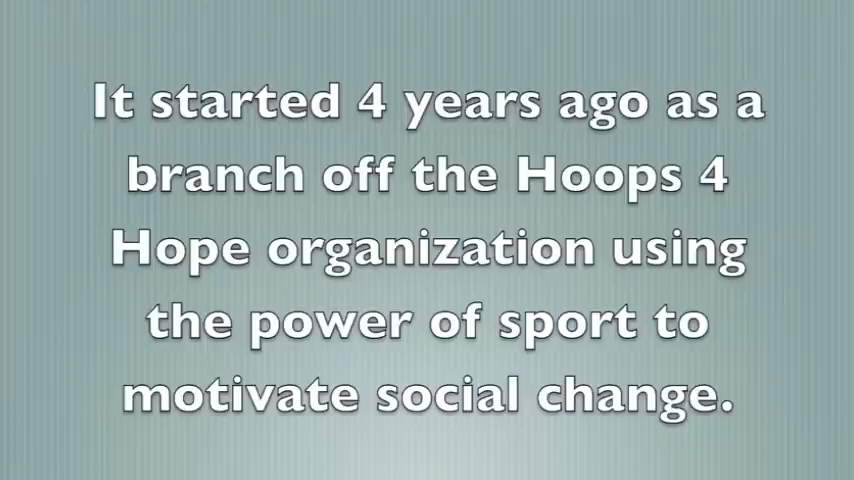 It started 4 years ago as a
branch off the Hoops 4
Hope organization using
the power of sport to
motivate social change.